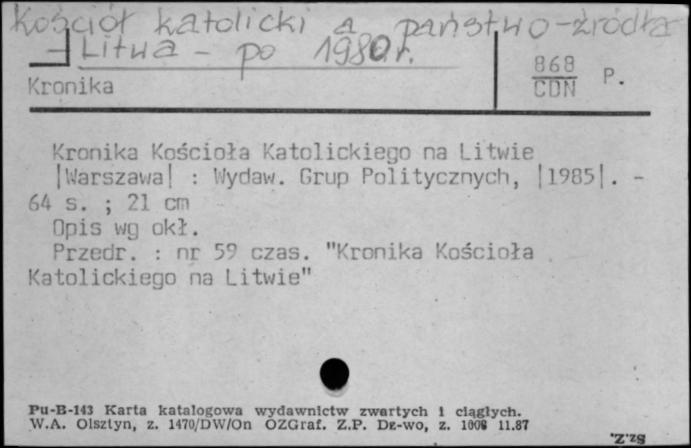 Kościół katolicki a państwo-źródła
- Litwa - po 1980r.
Kronika
868
CDN P.
Kronika Kościoła Katolickiego na Litwie
|Warszawa| : Wydaw. Grup Politycznych, |1985|. -
64 s. ; 21 cm
Opis wg okł.
Przedr. : nr 59 czas. "Kronika Kościoła
Katolickiego na Litwie"
Pu-B-143 Karta katalogowa wydawnictw zwartych i ciągłych.
W.A. Olsztyn, z. 1470/DW/On OZGraf. Z.P. Dz-wo, z. 1008 11.87